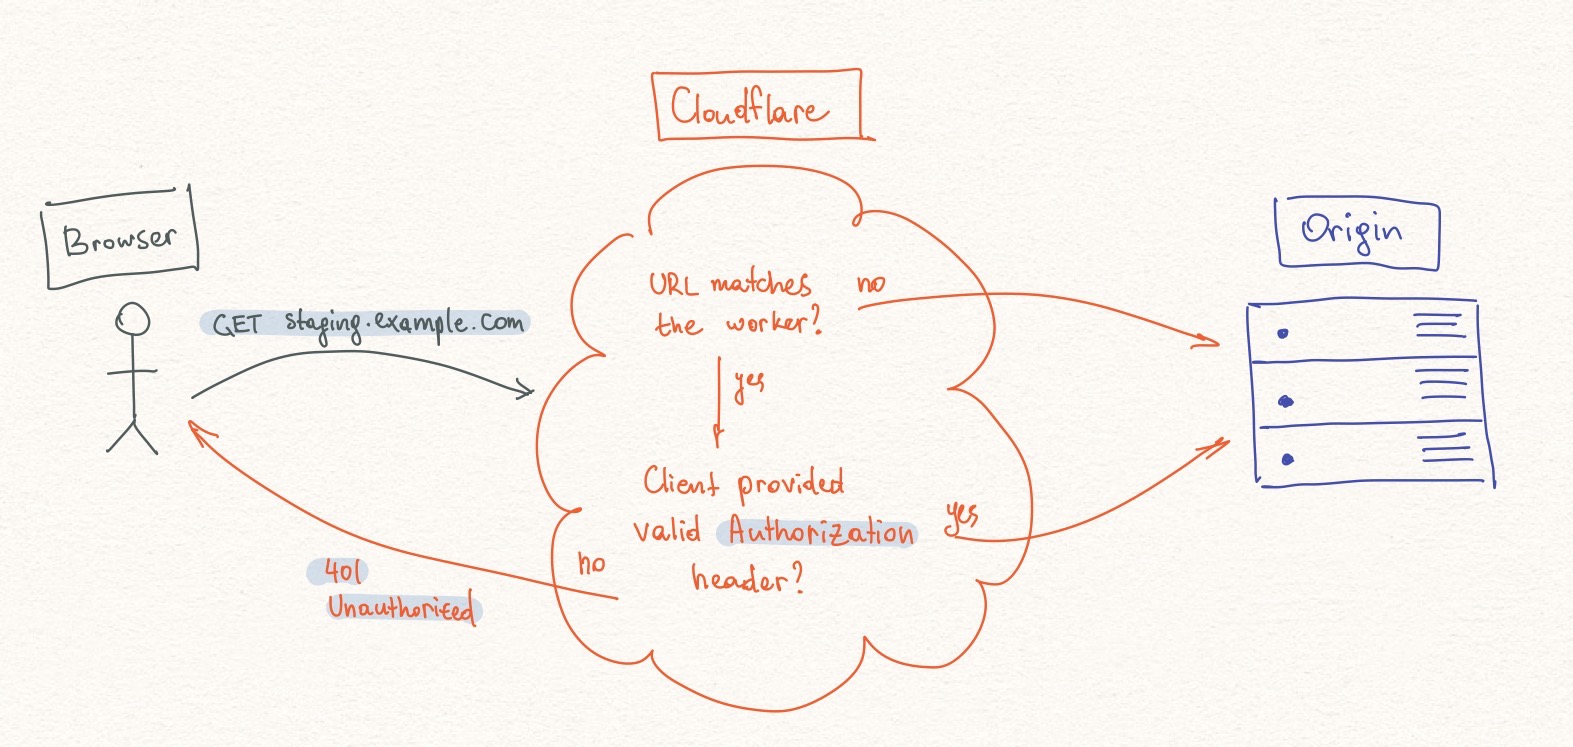 Cloudflare
Browser
Origin
GET staging.example.com
URL matches
the worker?
no
yes
Client provided
valid Authorization
header?
yes
no
401
Unauthorized